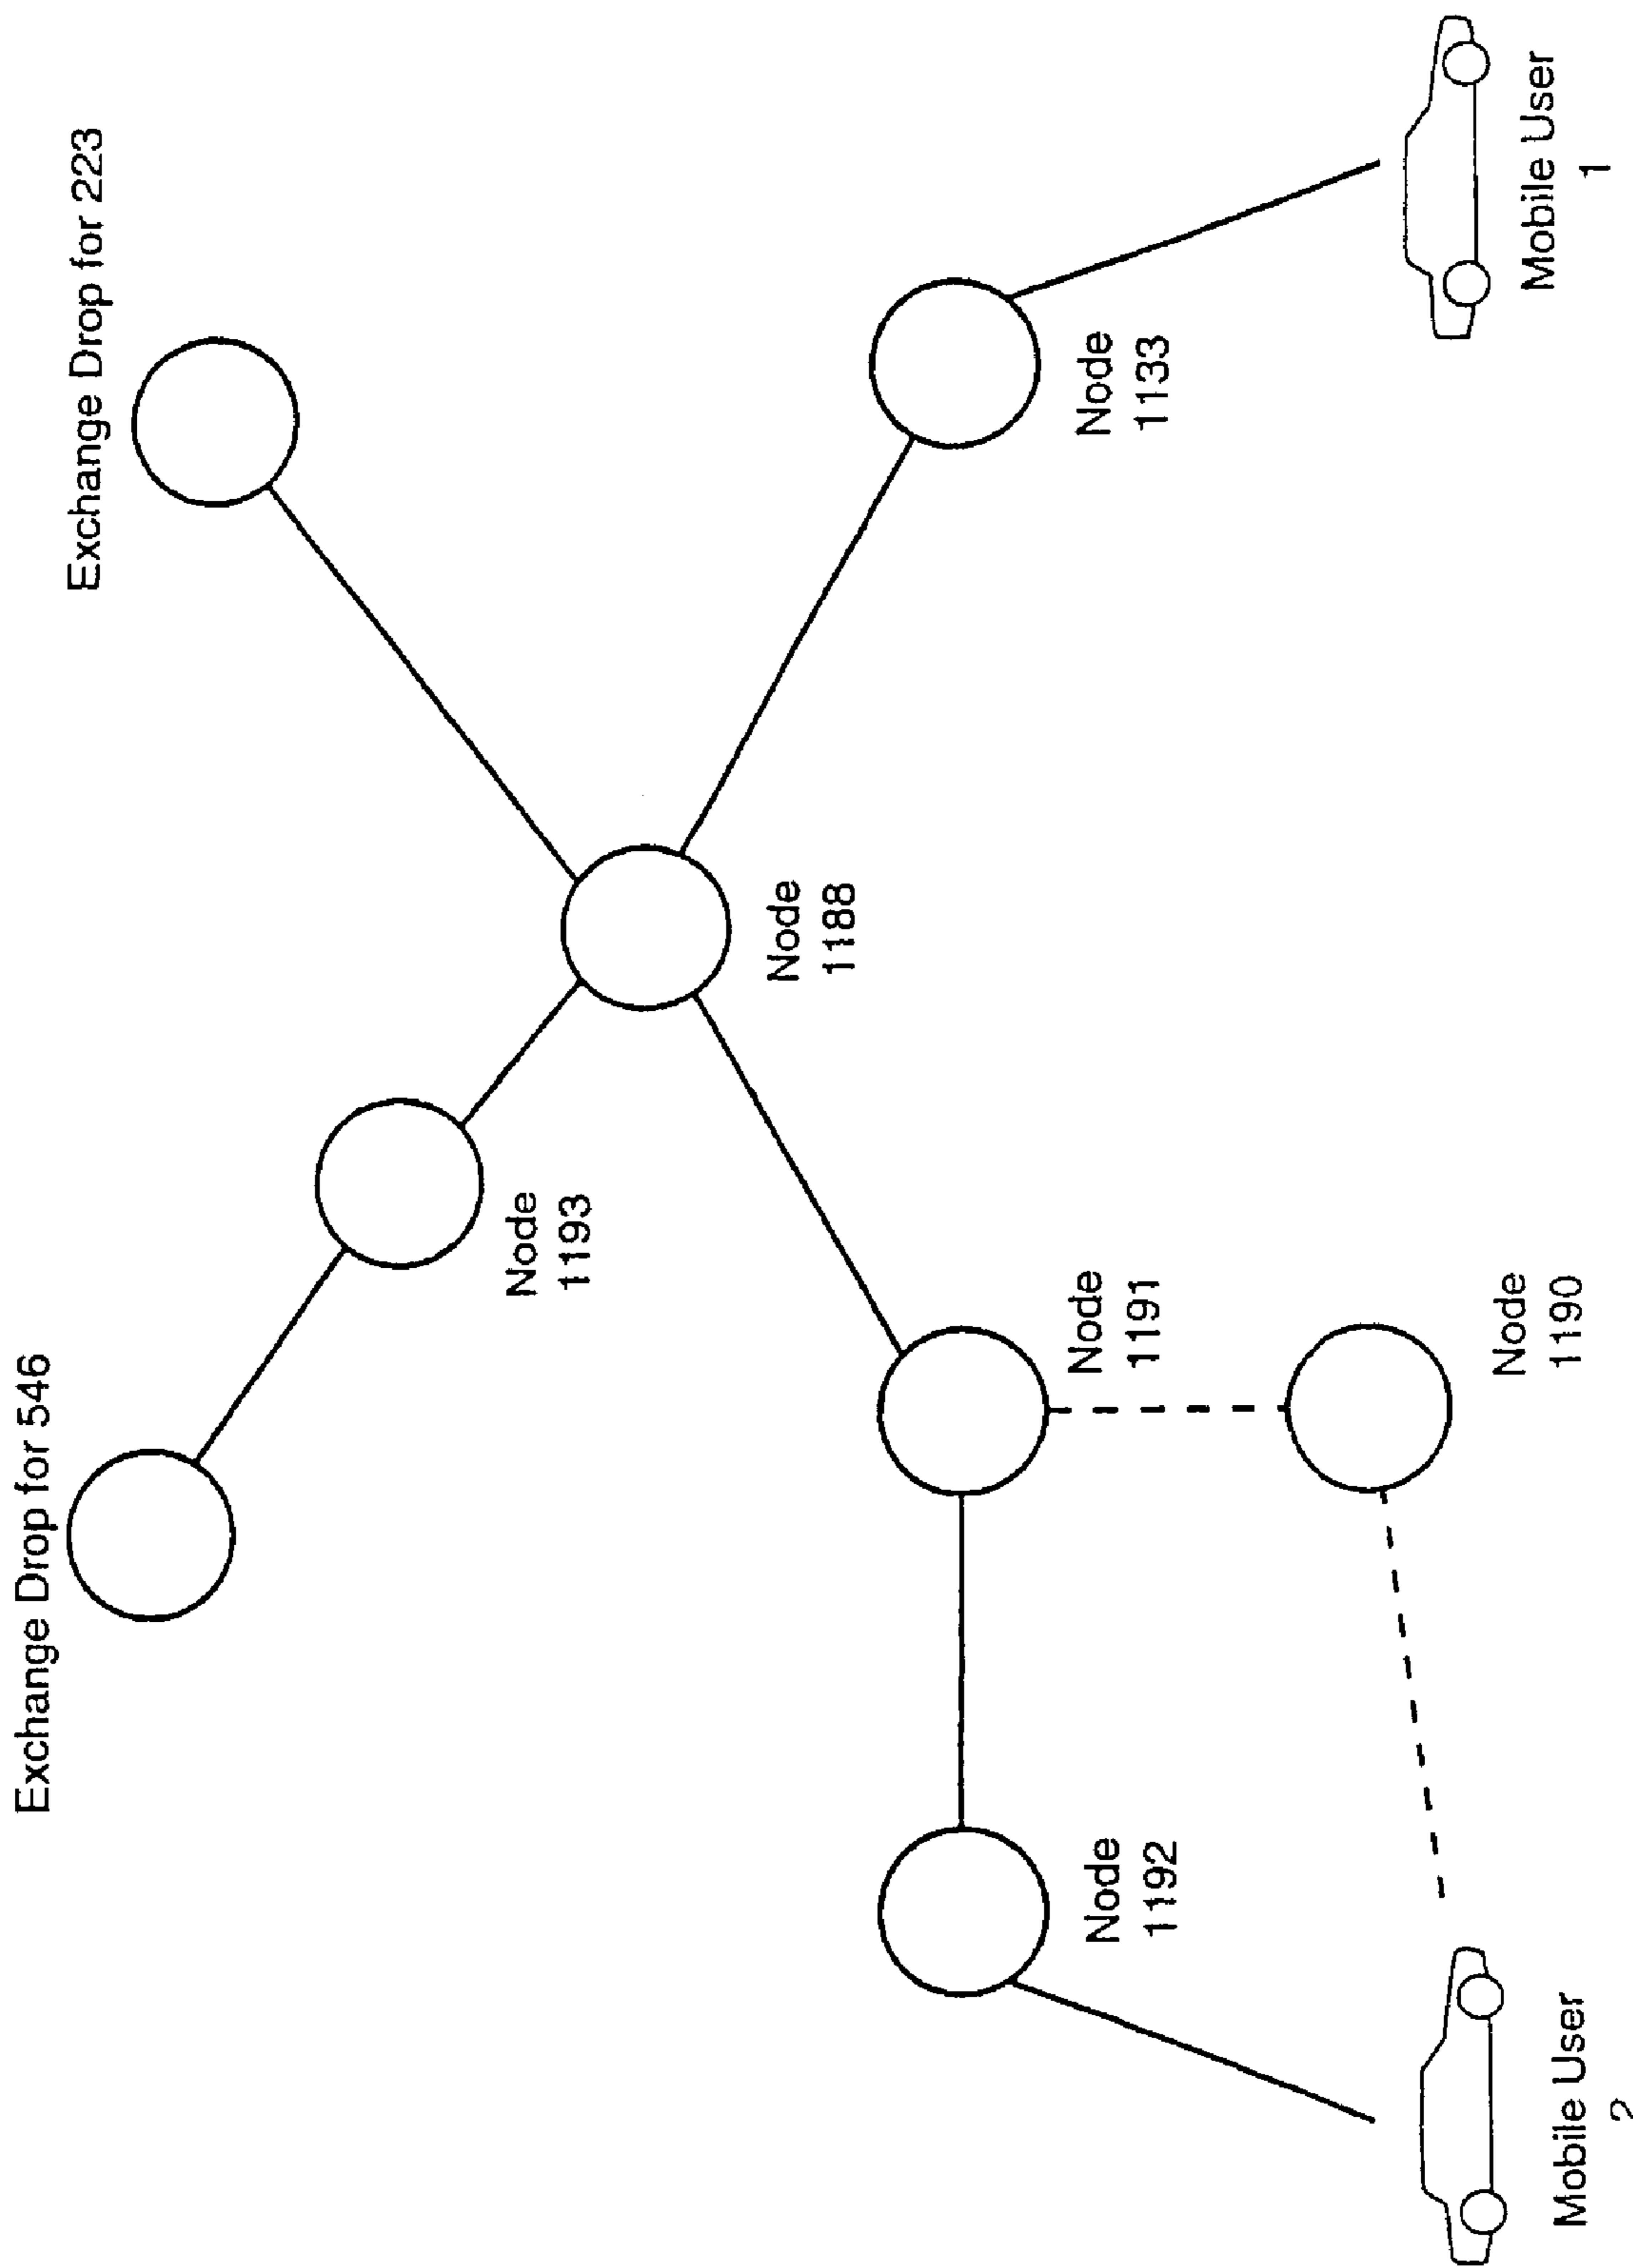 Exchange Drop for 546
Exchange Drop for 223
Node
1193
Node
1188
Node
1192
Node
1191
Node
1133
Node
1190
Mobile User
2
Mobile User
1